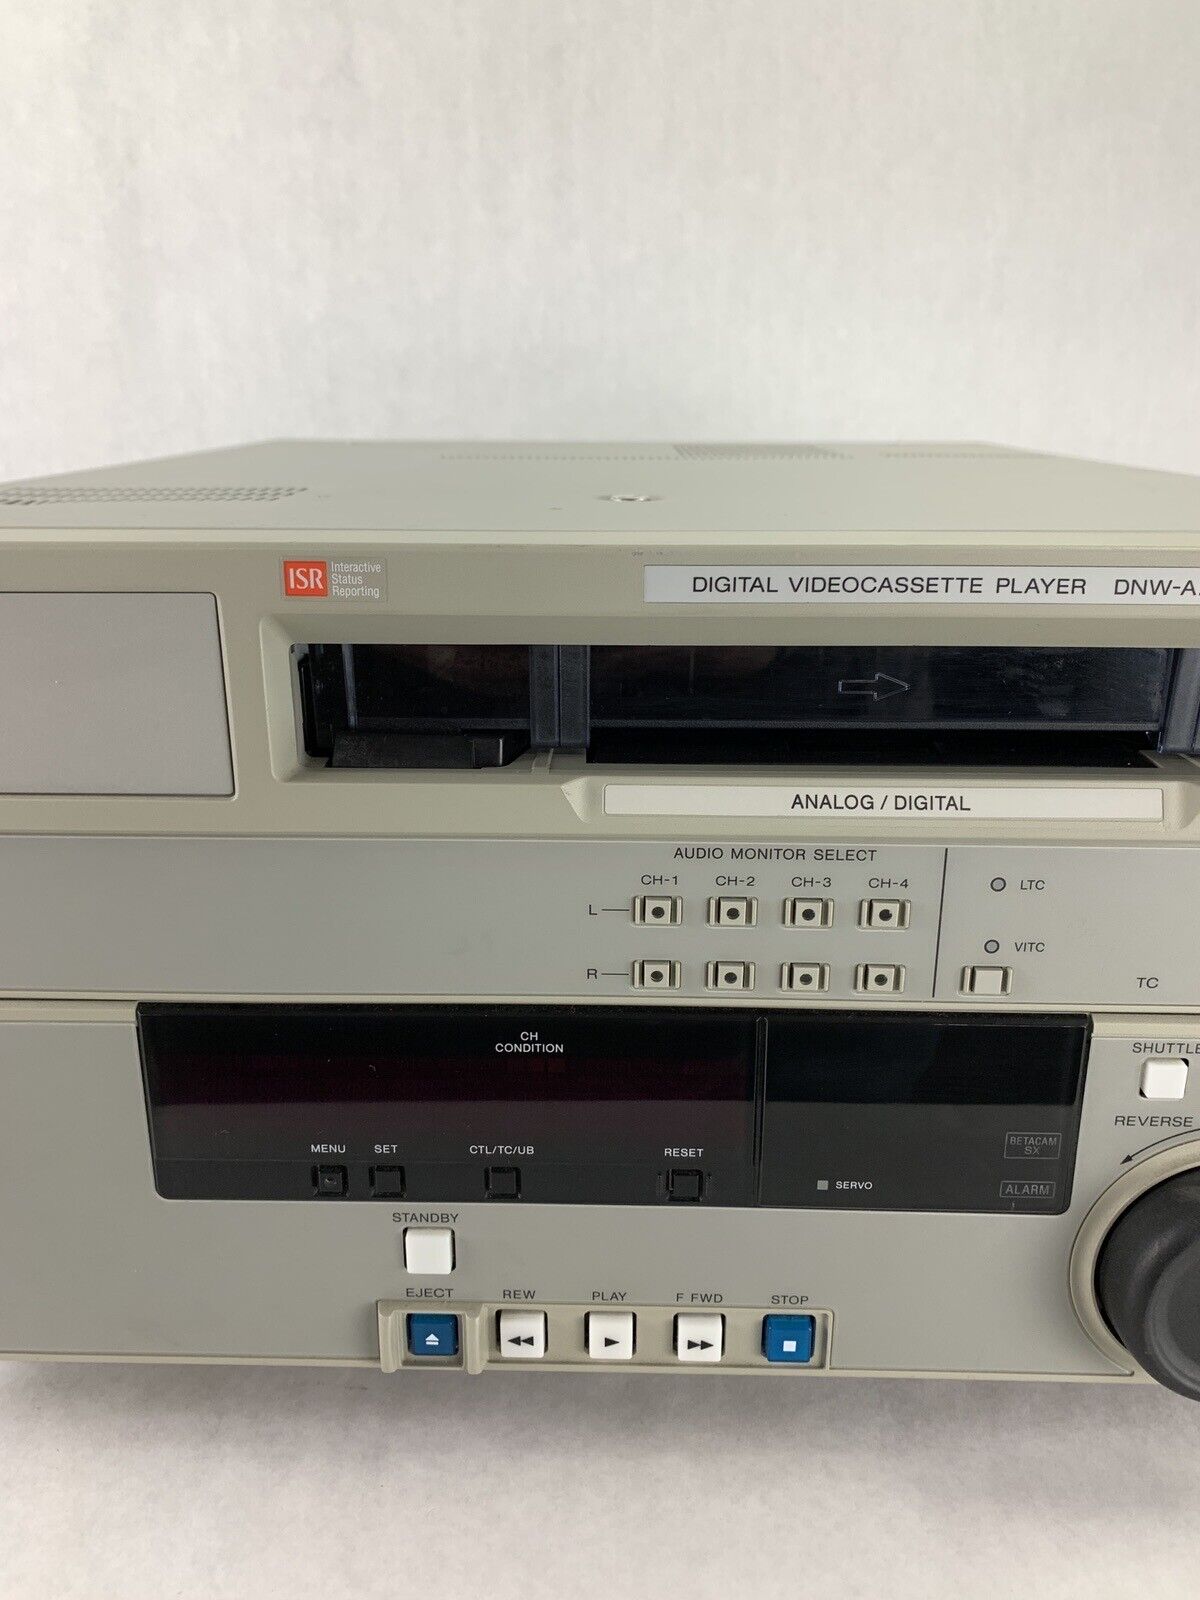 ISR Interactive
Status
Reporting
DIGITAL VIDEOCASSETTE PLAYER DNW-A
ANALOG / DIGITAL
AUDIO MONITOR SELECT
CH-1 CH-2 CH-3 CH-4
L
R
LTC
VITC
TC
CH
CONDITION
MENU SET CTL/TC/UB RESET
BETACAM
SX
SERVO
ALARM
SHUTTLE
REVERSE
STANDBY
EJECT REW PLAY F FWD STOP